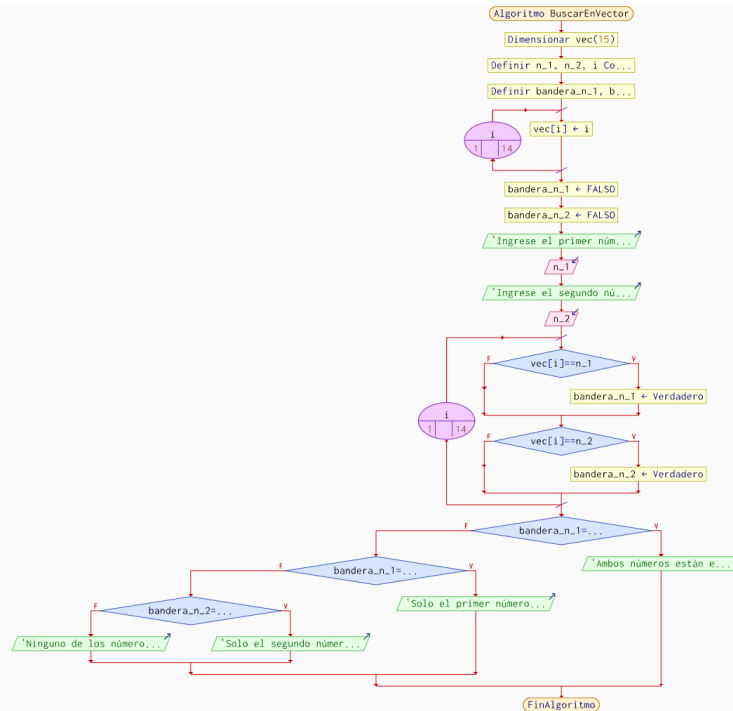 Algoritmo BuscarEnVector
Dimensionar vec(15)
Definir n_1, n_2, i Co...
Definir bandera_n_1, b...
i
1 14
vec[i] ← i
bandera_n_1 ← FALSO
bandera_n_2 ← FALSO
'Ingrese el primer núm...
n_1
'Ingrese el segundo nú...
n_2
F vec[i]==n_1 V
bandera_n_1 ← Verdadero
i
1 14
F vec[i]==n_2 V
bandera_n_2 ← Verdadero
F bandera_n_1=... V
'Ambos números están e...
F bandera_n_1=... V
'Solo el primer número...
F bandera_n_2=... V
'Ninguno de los número...
'Solo el segundo númer...
FinAlgoritmo